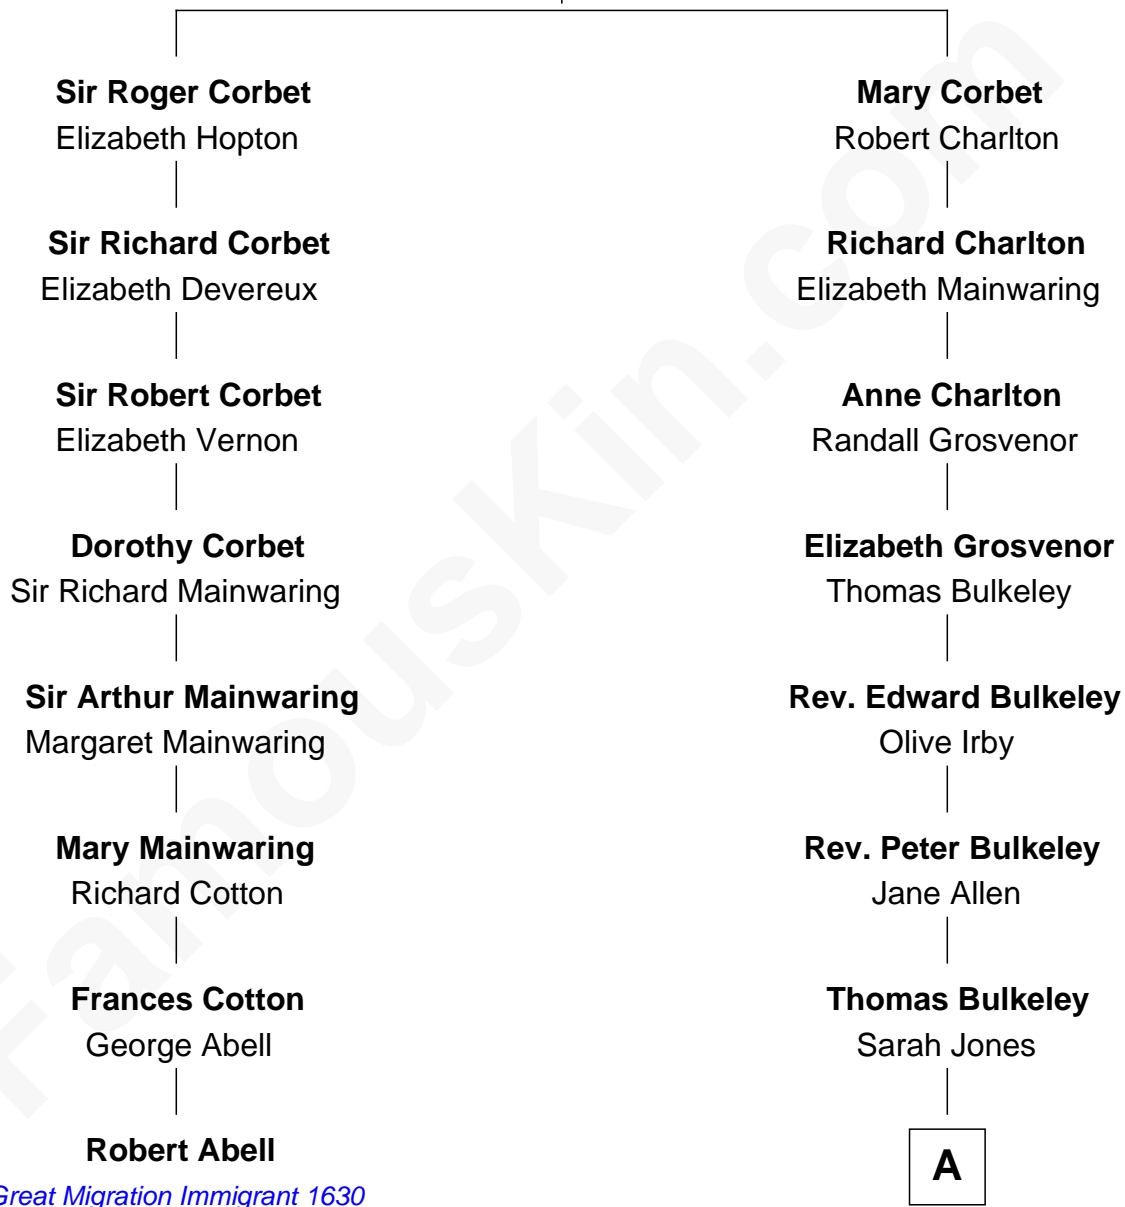 Sir Roger Corbet
Elizabeth Hopton
Sir Richard Corbet
Elizabeth Devereux
Sir Robert Corbet
Elizabeth Vernon
Dorothy Corbet
Sir Richard Mainwaring
Sir Arthur Mainwaring
Margaret Mainwaring
Mary Mainwaring
Richard Cotton
Frances Cotton
George Abell
Robert Abell
Great Migration Immigrant 1630
Mary Corbet
Robert Charlton
Richard Charlton
Elizabeth Mainwaring
Anne Charlton
Randall Grosvenor
Elizabeth Grosvenor
Thomas Bulkeley
Rev. Edward Bulkeley
Olive Irby
Rev. Peter Bulkeley
Jane Allen
Thomas Bulkeley
Sarah Jones
A
FamousKin.com